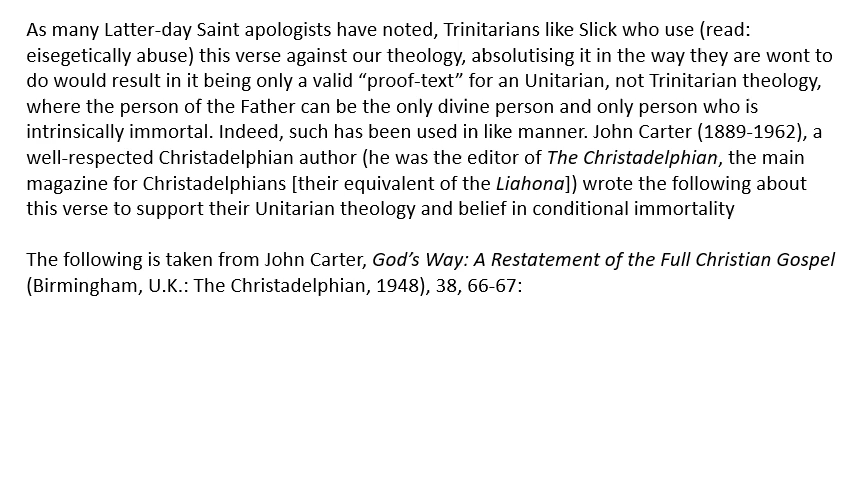 As many Latter-day Saint apologists have noted, Trinitarians like Slick who use (read:
eisegetically abuse) this verse against our theology, absolutising it in the way they are wont to
do would result in it being only a valid “proof-text” for an Unitarian, not Trinitarian theology,
where the person of the Father can be the only divine person and only person who is
intrinsically immortal. Indeed, such has been used in like manner. John Carter (1889-1962), a
well-respected Christadelphian author (he was the editor of The Christadelphian, the main
magazine for Christadelphians [their equivalent of the Liahona]) wrote the following about
this verse to support their Unitarian theology and belief in conditional immortality
The following is taken from John Carter, God’s Way: A Restatement of the Full Christian Gospel
(Birmingham, U.K.: The Christadelphian, 1948), 38, 66-67: